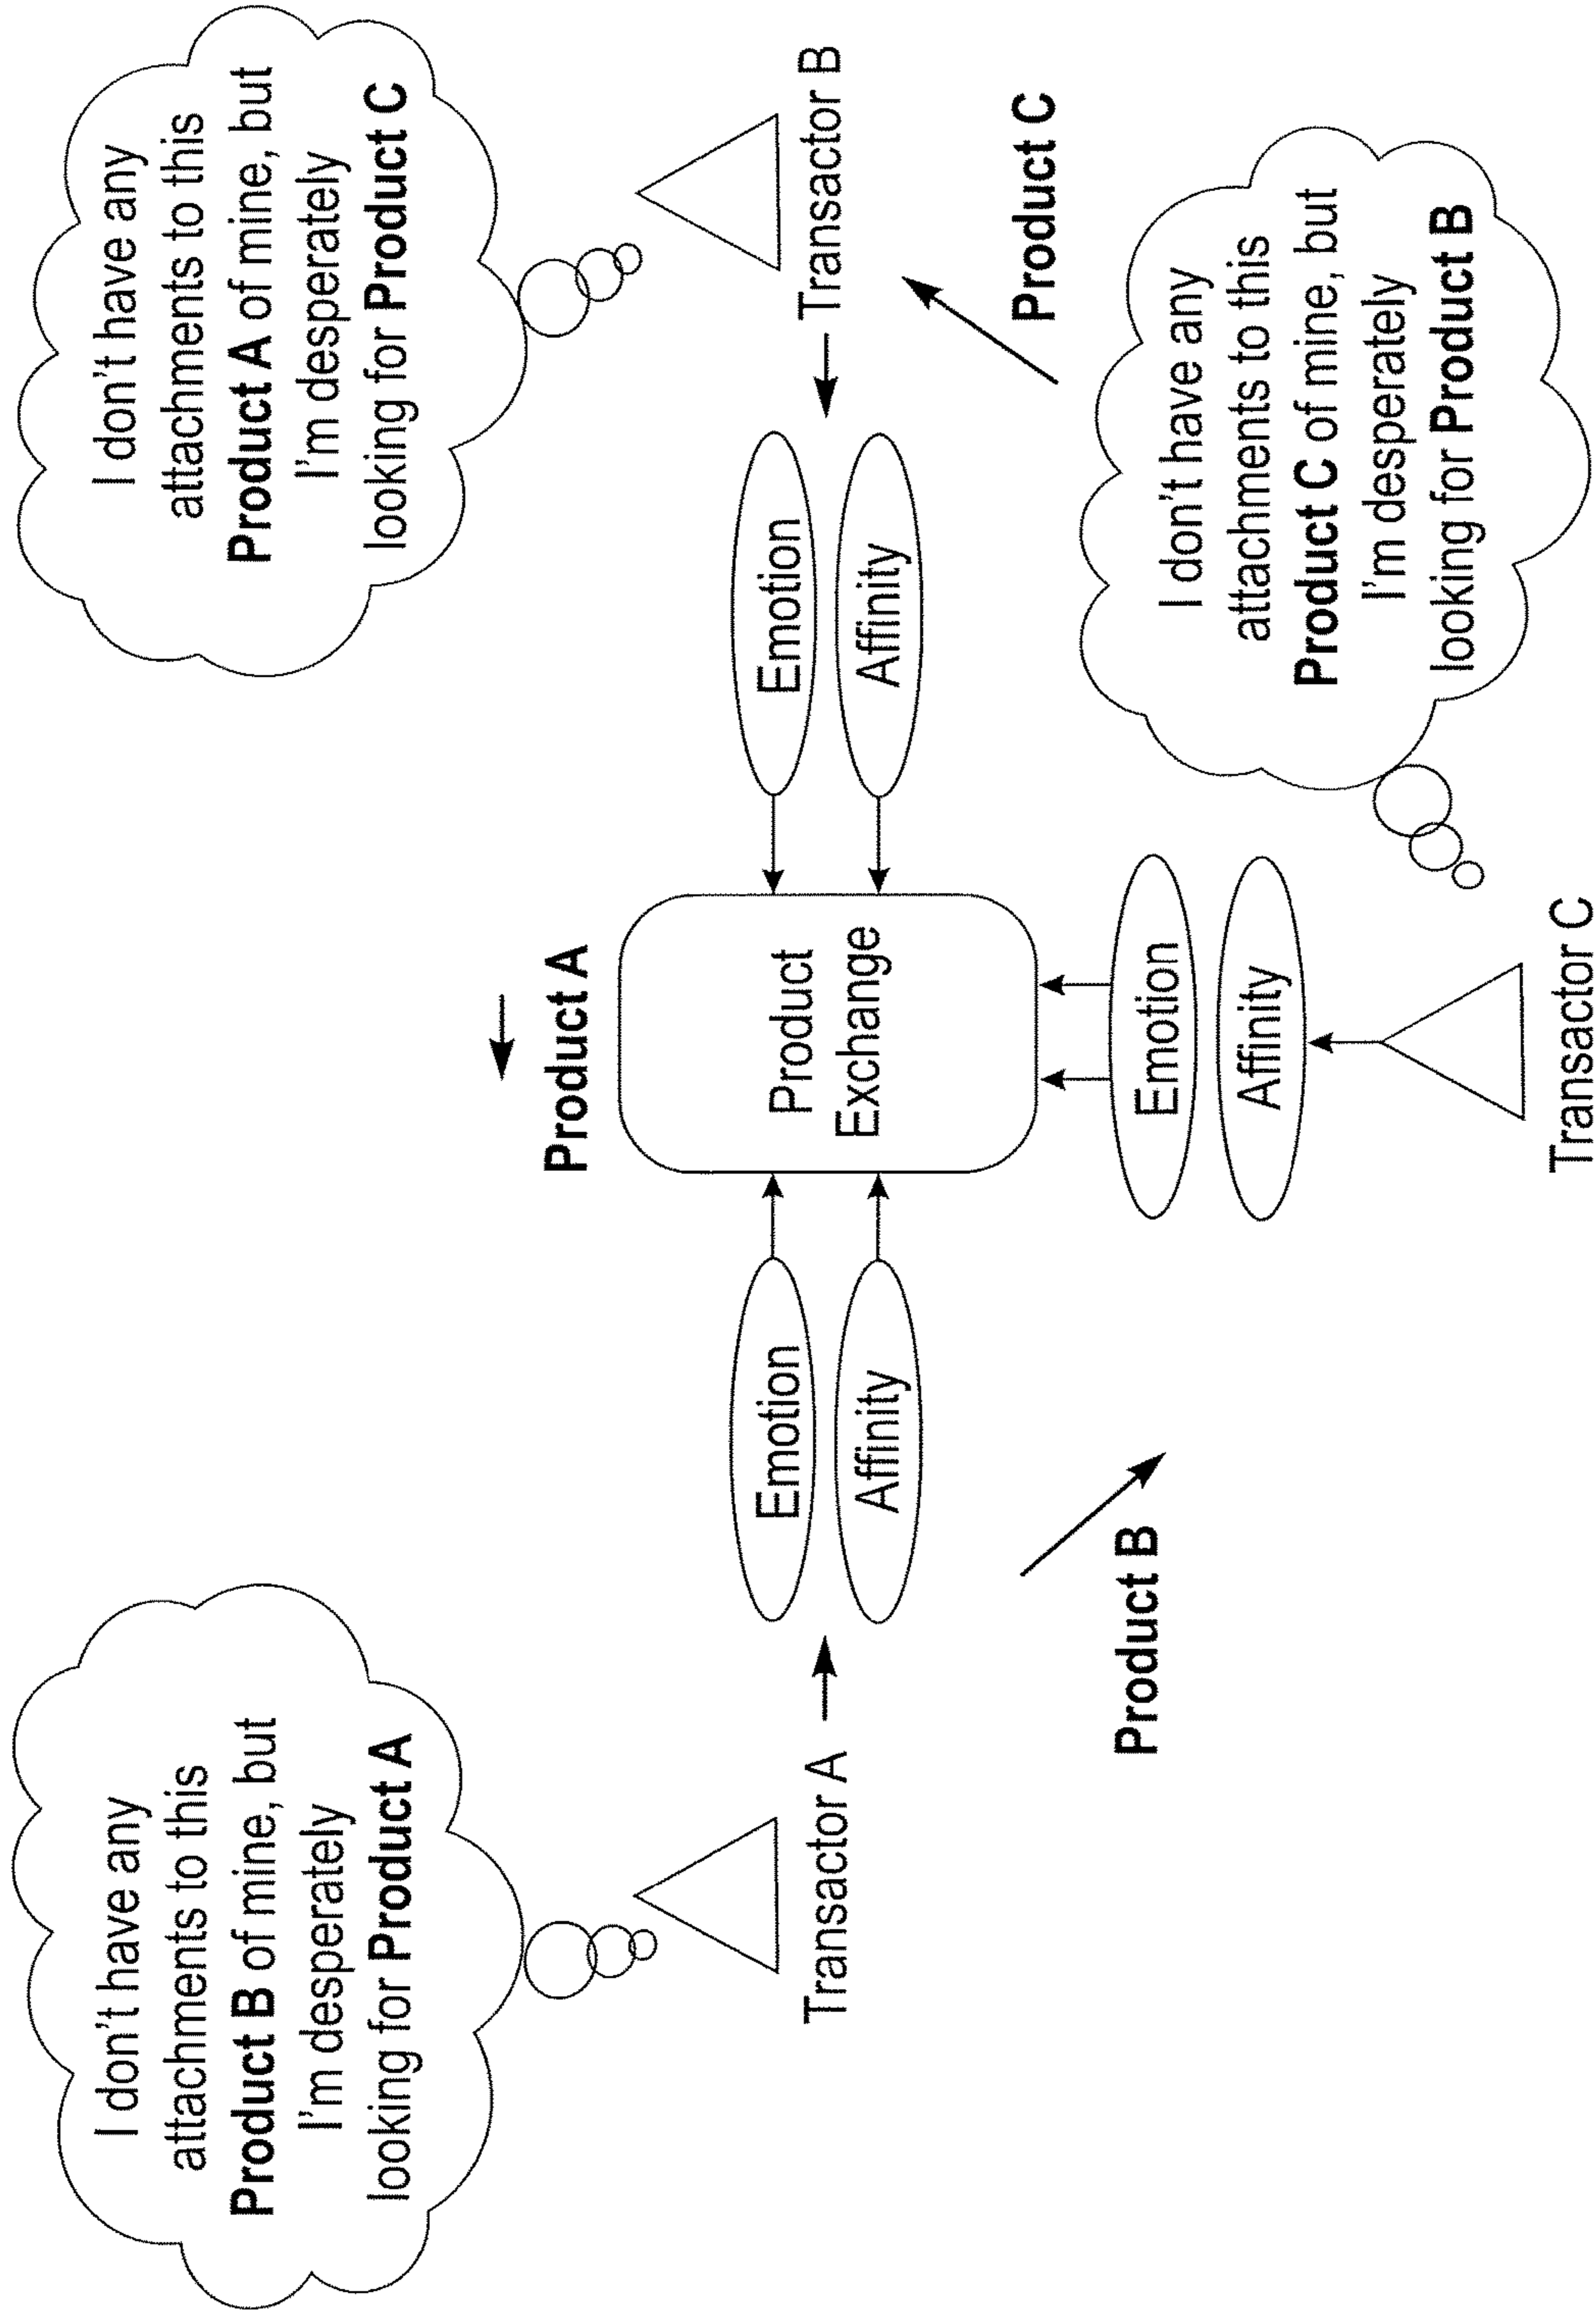 I don't have any
attachments to this
Product B of mine, but
I'm desperately
looking for Product A
Transactor A
I don't have any
attachments to this
Product A of mine, but
I'm desperately
looking for Product C
Transactor B
Product A
Emotion
Affinity
Product
Exchange
Emotion
Affinity
Product B
Product C
Emotion
Affinity
Transactor C
I don't have any
attachments to this
Product C of mine, but
I'm desperately
looking for Product B